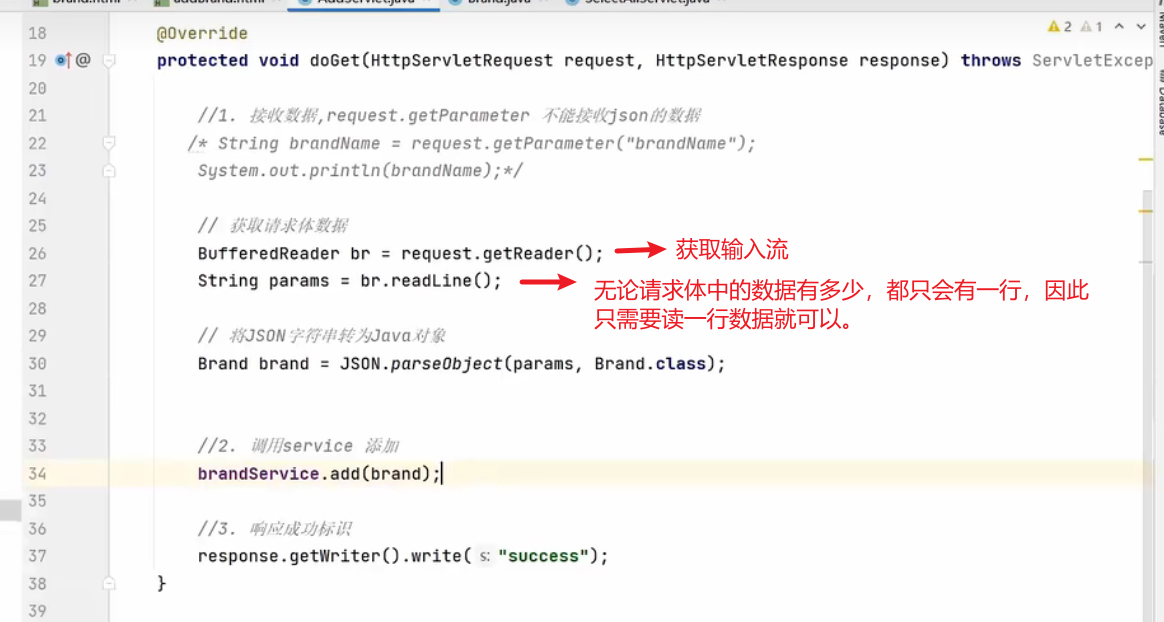 addBrand.html AddServlet.java Brand.java SelectAllServlet.java
18 @Override 2 1
19 @ protected void doGet(HttpServletRequest request, HttpServletResponse response) throws ServletExcep
20
21 //1. 接收数据,request.getParameter 不能接收json的数据
22 /* String brandName = request.getParameter("brandName");
23 System.out.println(brandName);*/
24
25 // 获取请求体数据
26 BufferedReader br = request.getReader(); 获取输入流
27 String params = br.readLine(); 无论请求体中的数据有多少，都只会有一行，因此
28 只需要读一行数据就可以。
29 // 将JSON字符串转为Java对象
30 Brand brand = JSON.parseObject(params, Brand.class);
31
32
33 //2. 调用service 添加
34 brandService.add(brand);
35
36 //3. 响应成功标识
37 response.getWriter().write( s: "success");
38 }
39
Database